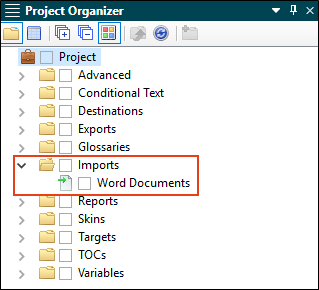 Project Organizer
Project
Advanced
Conditional Text
Destinations
Exports
Glossaries
Imports
Word Documents
Reports
Skins
Targets
TOCs
Variables